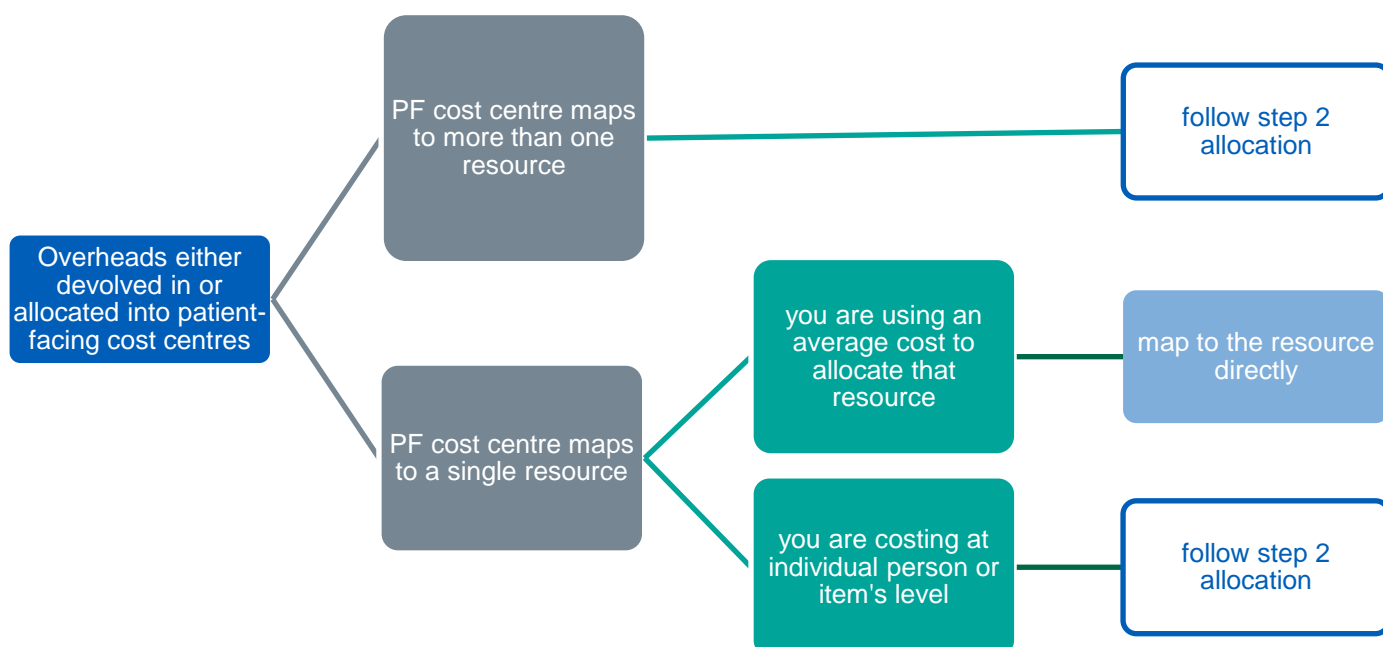 Overheads either
devolved in or
allocated into patient-
facing cost centres
PF cost centre maps
to more than one
resource
follow step 2
allocation
PF cost centre maps
to a single resource
you are using an
average cost to
allocate that
resource
map to the resource
directly
you are costing at
individual person or
item's level
follow step 2
allocation